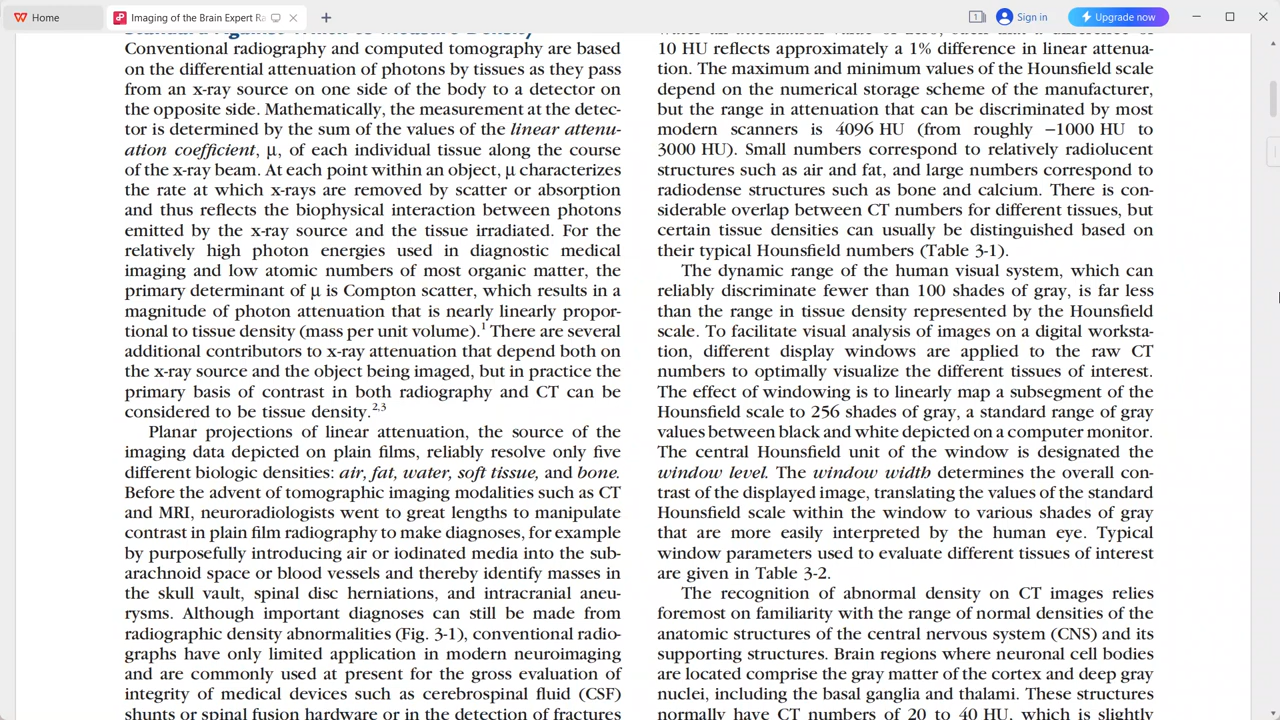 Home
Imaging of the Brain Expert Ra
Sign in
Upgrade now
Conventional radiography and computed tomography are based
on the differential attenuation of photons by tissues as they pass
from an x-ray source on one side of the body to a detector on
the opposite side. Mathematically, the measurement at the detec-
tor is determined by the sum of the values of the linear attenu-
ation coefficient, μ, of each individual tissue along the course
of the x-ray beam. At each point within an object, μ characterizes
the rate at which x-rays are removed by scatter or absorption
and thus reflects the biophysical interaction between photons
emitted by the x-ray source and the tissue irradiated. For the
relatively high photon energies used in diagnostic medical
imaging and low atomic numbers of most organic matter, the
primary determinant of μ is Compton scatter, which results in a
magnitude of photon attenuation that is nearly linearly propor-
tional to tissue density (mass per unit volume).1 There are several
additional contributors to x-ray attenuation that depend both on
the x-ray source and the object being imaged, but in practice the
primary basis of contrast in both radiography and CT can be
considered to be tissue density.2,3
Planar projections of linear attenuation, the source of the
imaging data depicted on plain films, reliably resolve only five
different biologic densities: air, fat, water, soft tissue, and bone.
Before the advent of tomographic imaging modalities such as CT
and MRI, neuroradiologists went to great lengths to manipulate
contrast in plain film radiography to make diagnoses, for example
by purposefully introducing air or iodinated media into the sub-
arachnoid space or blood vessels and thereby identify masses in
the skull vault, spinal disc herniations, and intracranial aneu-
rysms. Although important diagnoses can still be made from
radiographic density abnormalities (Fig. 3-1), conventional radio-
graphs have only limited application in modern neuroimaging
and are commonly used at present for the gross evaluation of
integrity of medical devices such as cerebrospinal fluid (CSF)
shunts or spinal fusion hardware or in the detection of fractures
10 HU reflects approximately a 1% difference in linear attenua-
tion. The maximum and minimum values of the Hounsfield scale
depend on the numerical storage scheme of the manufacturer,
but the range in attenuation that can be discriminated by most
modern scanners is 4096 HU (from roughly −1000 HU to
3000 HU). Small numbers correspond to relatively radiolucent
structures such as air and fat, and large numbers correspond to
radiodense structures such as bone and calcium. There is con-
siderable overlap between CT numbers for different tissues, but
certain tissue densities can usually be distinguished based on
their typical Hounsfield numbers (Table 3-1).
The dynamic range of the human visual system, which can
reliably discriminate fewer than 100 shades of gray, is far less
than the range in tissue density represented by the Hounsfield
scale. To facilitate visual analysis of images on a digital worksta-
tion, different display windows are applied to the raw CT
numbers to optimally visualize the different tissues of interest.
The effect of windowing is to linearly map a subsegment of the
Hounsfield scale to 256 shades of gray, a standard range of gray
values between black and white depicted on a computer monitor.
The central Hounsfield unit of the window is designated the
window level. The window width determines the overall con-
trast of the displayed image, translating the values of the standard
Hounsfield scale within the window to various shades of gray
that are more easily interpreted by the human eye. Typical
window parameters used to evaluate different tissues of interest
are given in Table 3-2.
The recognition of abnormal density on CT images relies
foremost on familiarity with the range of normal densities of the
anatomic structures of the central nervous system (CNS) and its
supporting structures. Brain regions where neuronal cell bodies
are located comprise the gray matter of the cortex and deep gray
nuclei, including the basal ganglia and thalami. These structures
normally have CT numbers of 20 to 40 HU, which is slightly